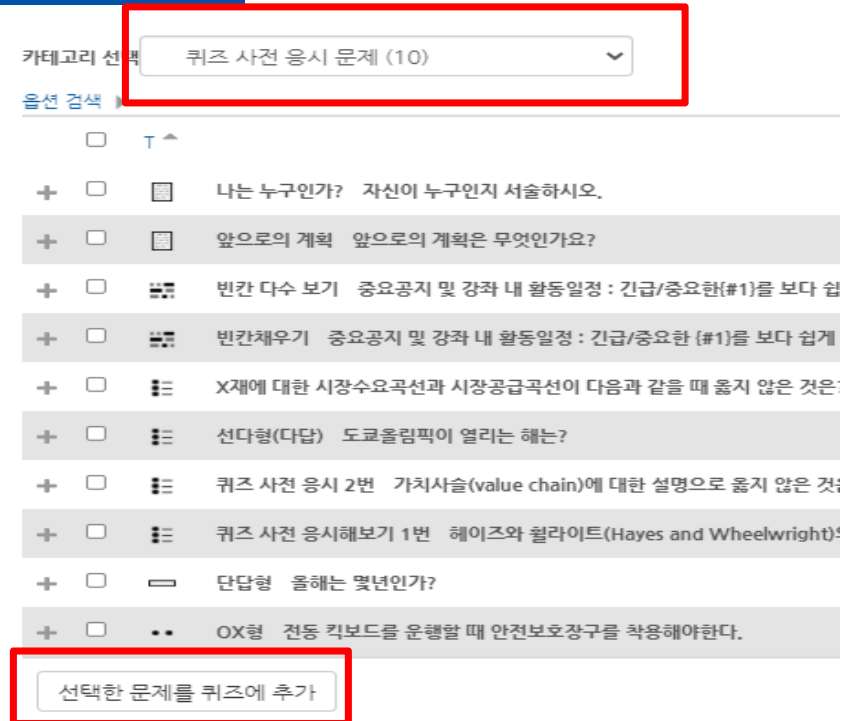 카테고리 선택 퀴즈 사전 응시 문제 (10)
옵션 검색
T
나는 누구인가? 자신이 누구인지 서술하시오.
앞으로의 계획 앞으로의 계획은 무엇인가요?
빈칸 다수 보기 중요공지 및 강좌 내 활동일정 : 긴급/중요한{#1}를 보다 쉽
빈칸채우기 중요공지 및 강좌 내 활동일정 : 긴급/중요한 {#1}를 보다 쉽게
X재에 대한 시장수요곡선과 시장공급곡선이 다음과 같을 때 옳지 않은 것은?
선다형(다답) 도쿄올림픽이 열리는 해는?
퀴즈 사전 응시 2번 가치사슬(value chain)에 대한 설명으로 옳지 않은 것은
퀴즈 사전 응시해보기 1번 헤이즈와 휠라이트(Hayes and Wheelwright)의
단답형 올해는 몇년인가?
OX형 전동 킥보드를 운행할 때 안전보호장구를 착용해야한다.
선택한 문제를 퀴즈에 추가